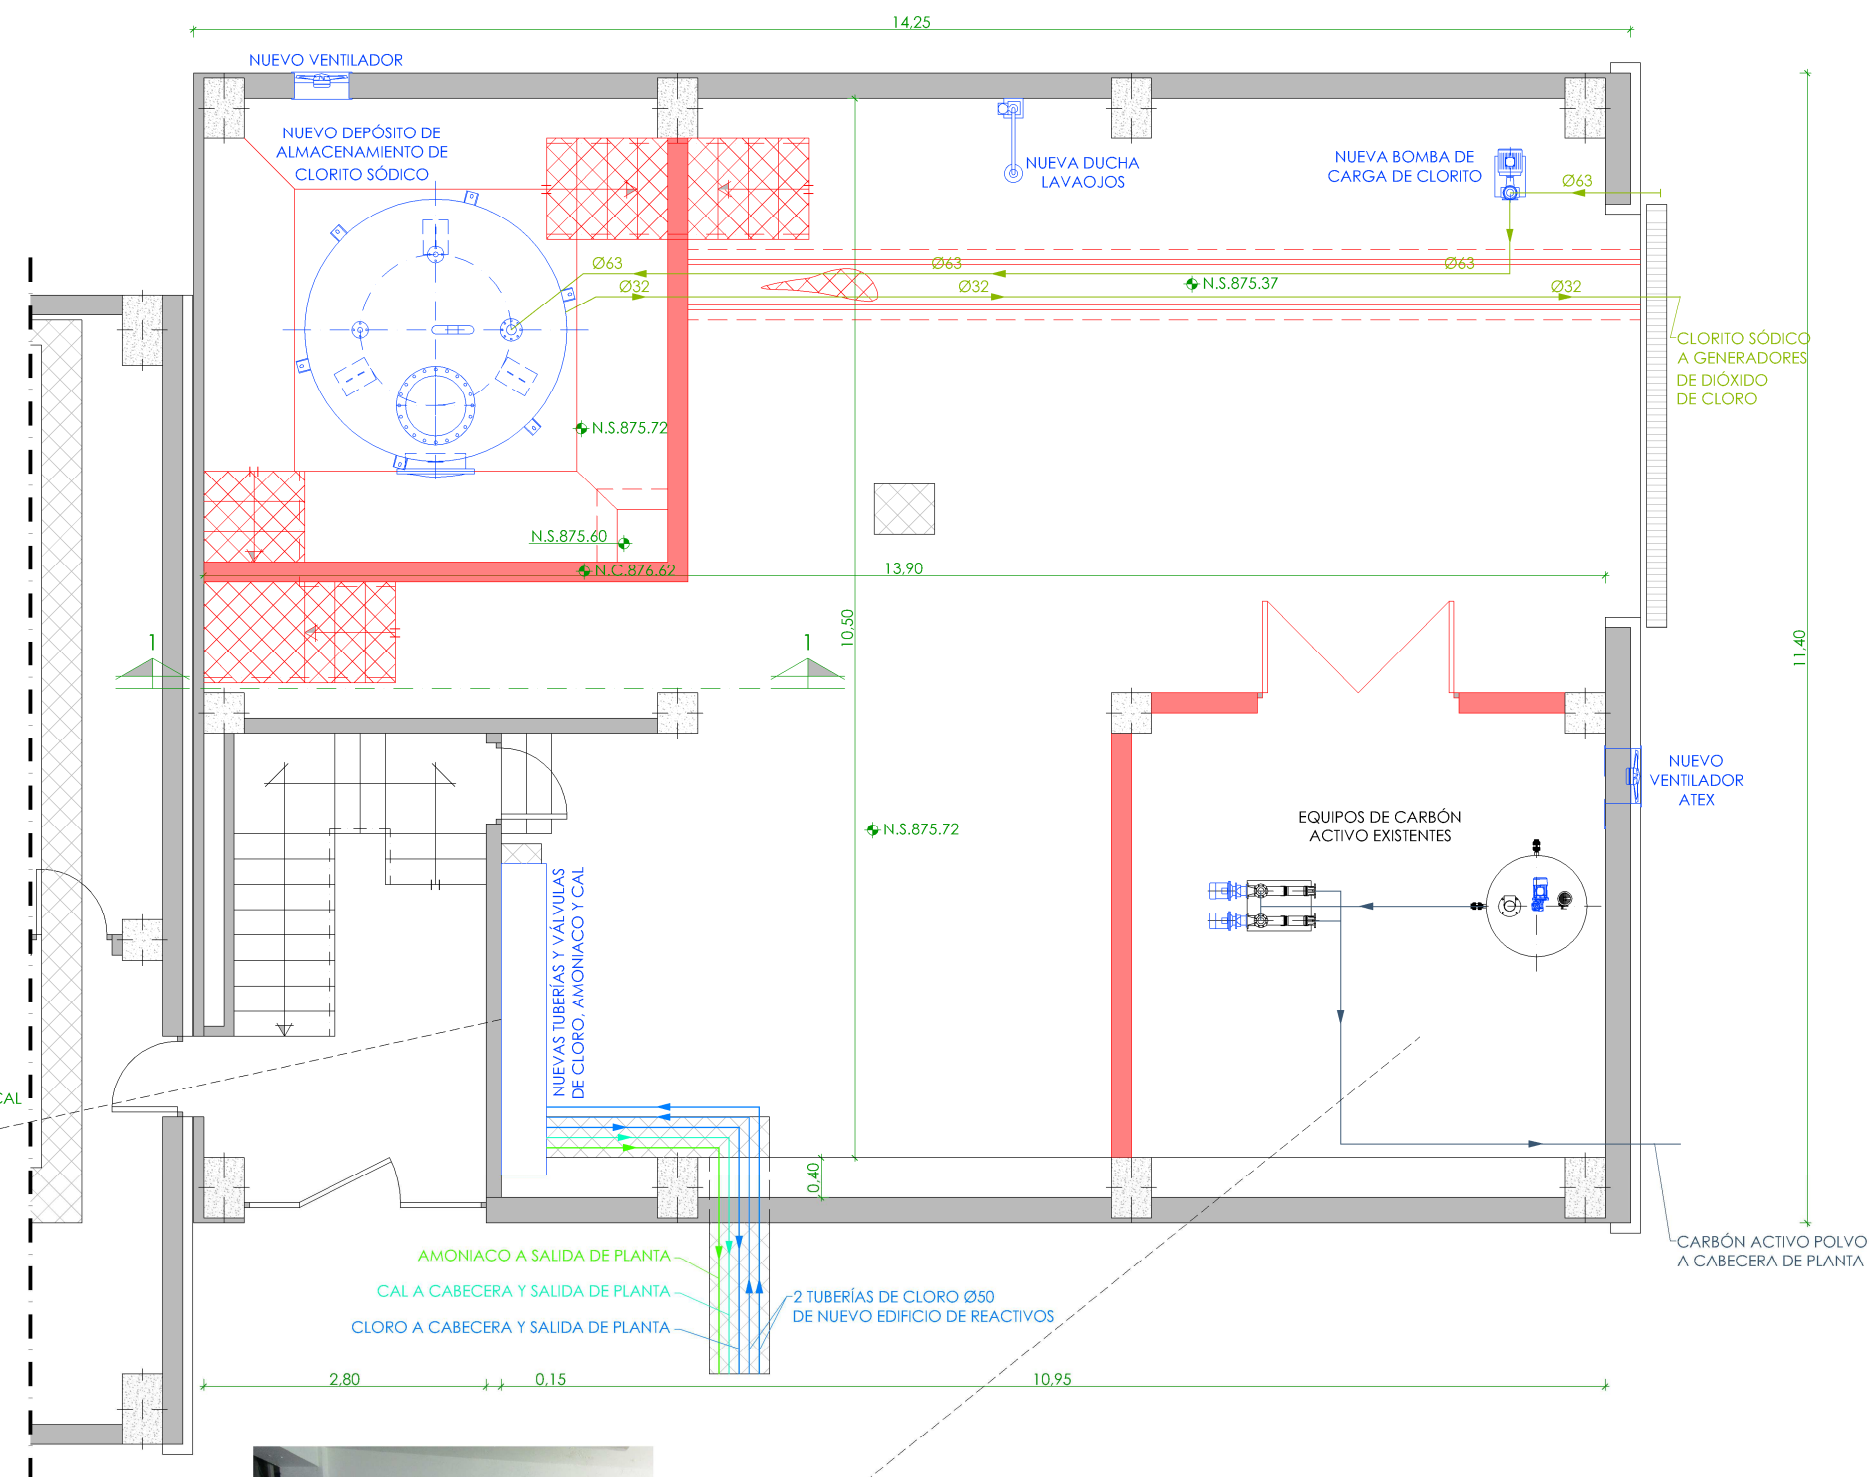 14,25
NUEVO VENTILADOR
NUEVO DEPÓSITO DE
ALMACENAMIENTO DE
CLORITO SÓDICO
NUEVA DUCHA
LAVAOJOS
NUEVA BOMBA DE
CARGA DE CLORITO
Ø63
Ø63
Ø63
Ø63
Ø32
Ø32
Ø32
N.S.875.37
CLORITO SÓDICO
A GENERADORES
DE DIÓXIDO
DE CLORO
N.S.875.72
N.S.875.60
N.C.876.62
13,90
10,50
11,40
1
1
NUEVO
VENTILADOR
ATEX
EQUIPOS DE CARBÓN
ACTIVO EXISTENTES
N.S.875.72
NUEVAS TUBERÍAS Y VÁLVULAS
DE CLORO, AMONIACO Y CAL
CAL
0,40
AMONIACO A SALIDA DE PLANTA
CAL A CABECERA Y SALIDA DE PLANTA
CLORO A CABECERA Y SALIDA DE PLANTA
2 TUBERÍAS DE CLORO Ø50
DE NUEVO EDIFICIO DE REACTIVOS
CARBÓN ACTIVO POLVO
A CABECERA DE PLANTA
2,80
0,15
10,95